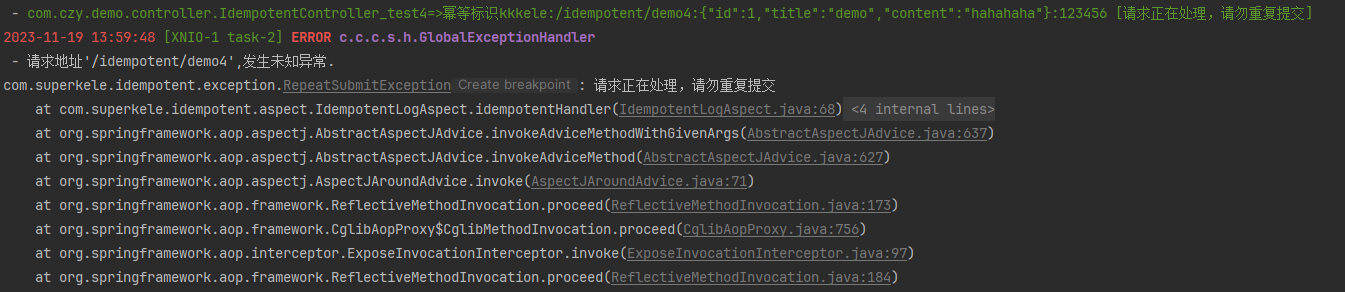 - com.czy.demo.controller.IdempotentController_test4=>幂等标识kkkele:/idempotent/demo4:{"id":1,"title":"demo","content":"hahahaha"}:123456 [请求正在处理，请勿重复提交]
2023-11-19 13:59:48 [XNIO-1 task-2] ERROR c.c.c.s.h.GlobalExceptionHandler
- 请求地址'/idempotent/demo4',发生未知异常.
com.superkele.idempotent.exception.RepeatSubmitException Create breakpoint : 请求正在处理，请勿重复提交
at com.superkele.idempotent.aspect.IdempotentLogAspect.idempotentHandler(IdempotentLogAspect.java:68) <4 internal lines>
at org.springframework.aop.aspectj.AbstractAspectJAdvice.invokeAdviceMethodWithGivenArgs(AbstractAspectJAdvice.java:637)
at org.springframework.aop.aspectj.AbstractAspectJAdvice.invokeAdviceMethod(AbstractAspectJAdvice.java:627)
at org.springframework.aop.aspectj.AspectJAroundAdvice.invoke(AspectJAroundAdvice.java:71)
at org.springframework.aop.framework.ReflectiveMethodInvocation.proceed(ReflectiveMethodInvocation.java:173)
at org.springframework.aop.framework.CglibAopProxy$CglibMethodInvocation.proceed(CglibAopProxy.java:756)
at org.springframework.aop.interceptor.ExposeInvocationInterceptor.invoke(ExposeInvocationInterceptor.java:97)
at org.springframework.aop.framework.ReflectiveMethodInvocation.proceed(ReflectiveMethodInvocation.java:184)